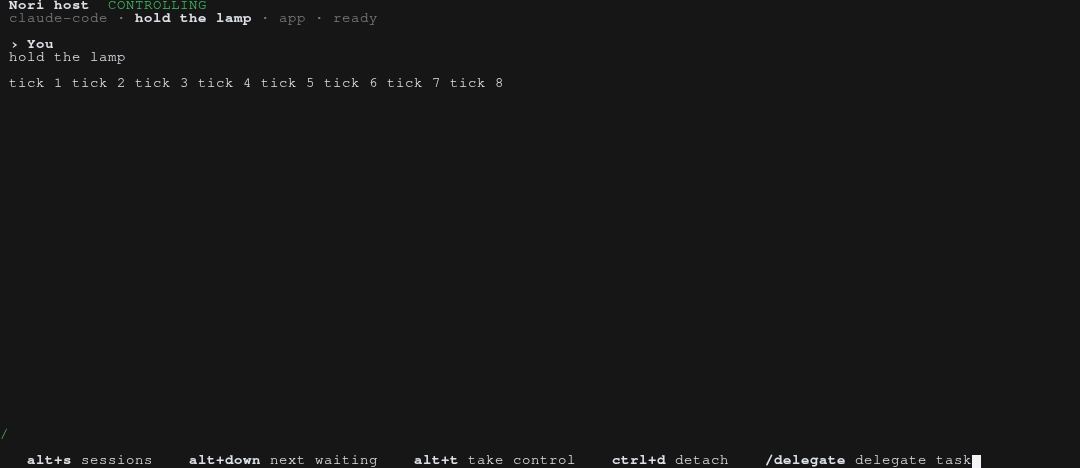 Nori host CONTROLLING
claude-code · hold the lamp · app · ready
› You
hold the lamp
tick 1 tick 2 tick 3 tick 4 tick 5 tick 6 tick 7 tick 8
/
alt+s sessions alt+down next waiting alt+t take control ctrl+d detach /delegate delegate task